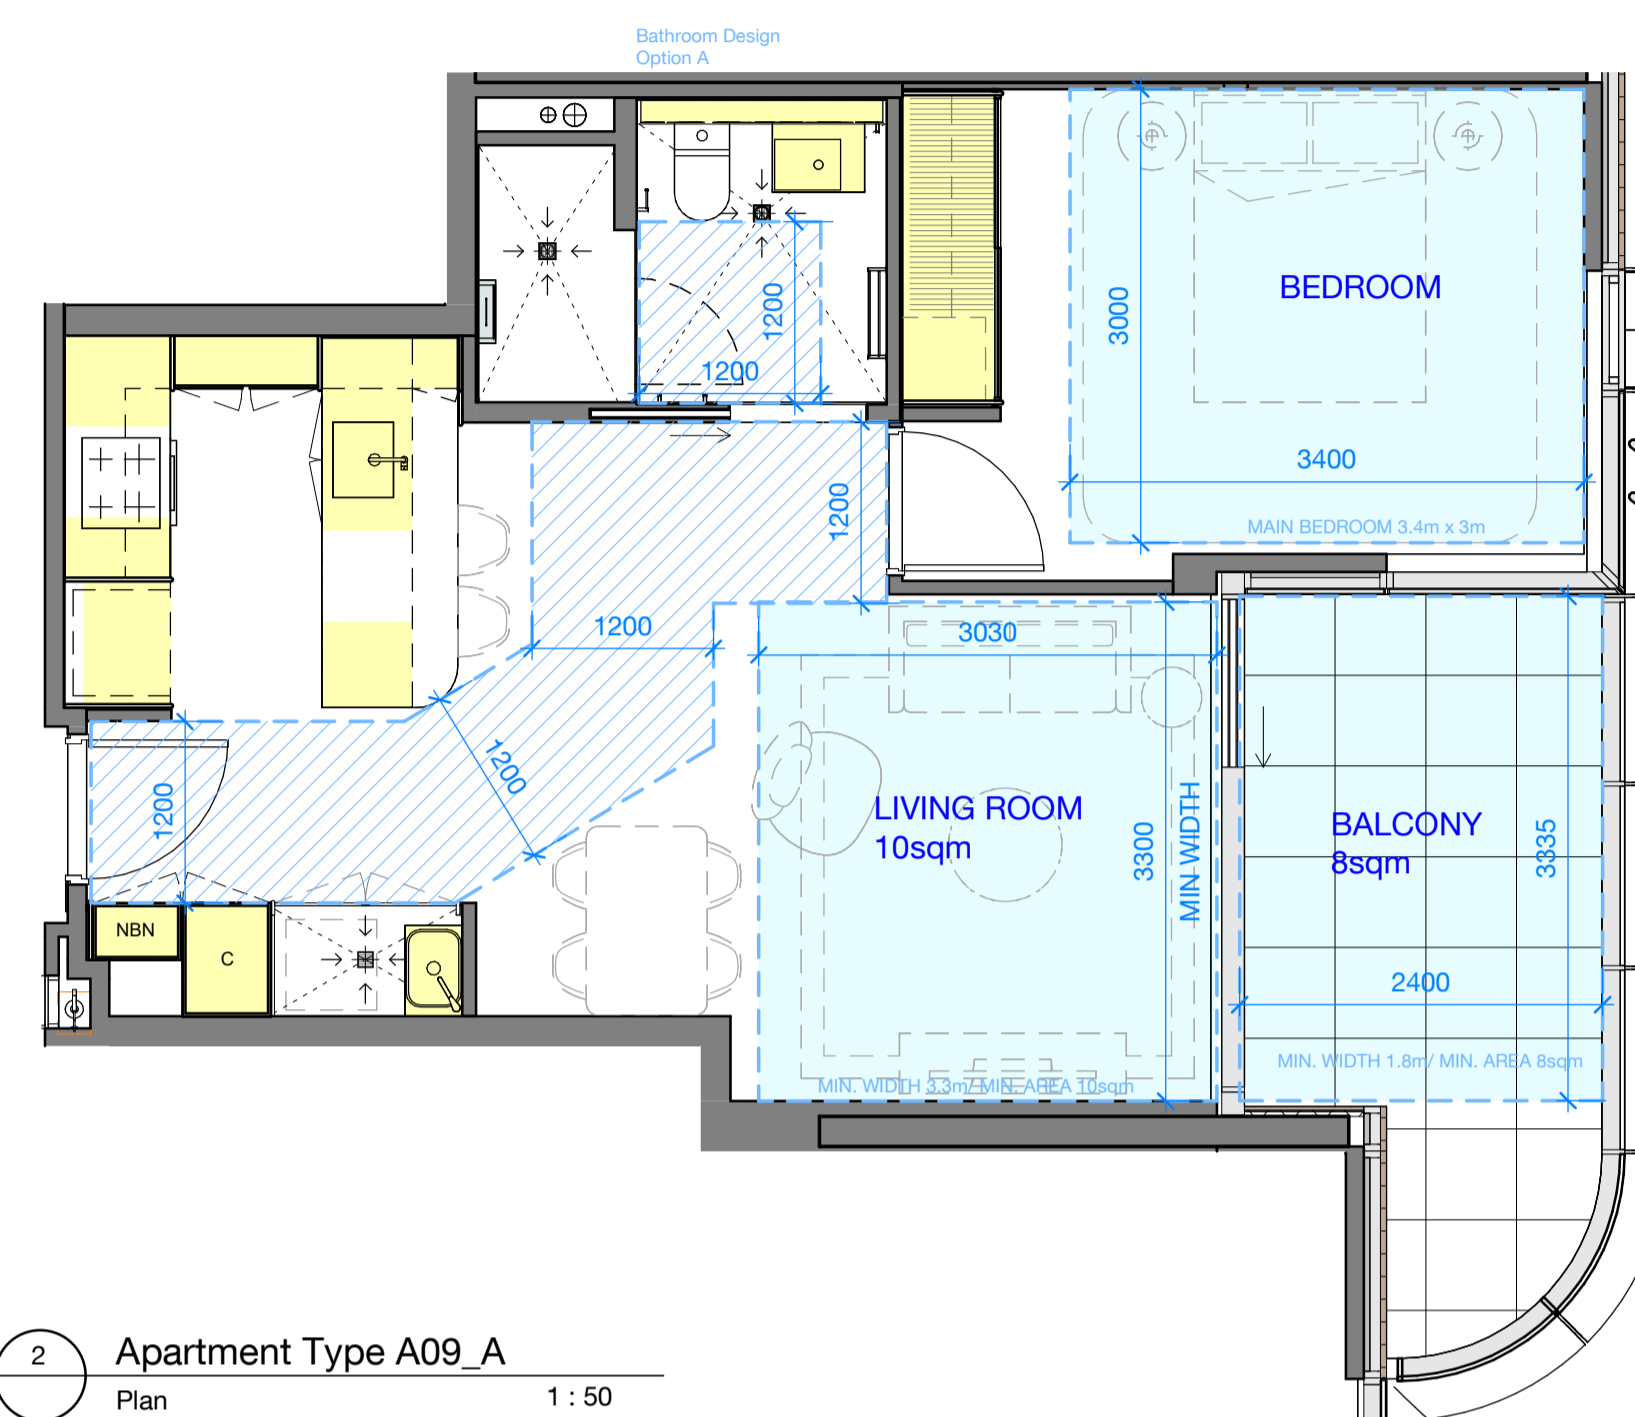 Bathroom Design
Option A
BEDROOM
3000
1200
1200
3400
MAIN BEDROOM 3.4m x 3m
1200
1200
3030
1200
1200
LIVING ROOM
10sqm
3300
MIN WIDTH
BALCONY
8sqm
3335
NBN
C
2400
MIN. WIDTH 1.8m/ MIN. AREA 8sqm
MIN. WIDTH 3.3m/ MIN. AREA 10sqm
2
Apartment Type A09_A
Plan
1 : 50